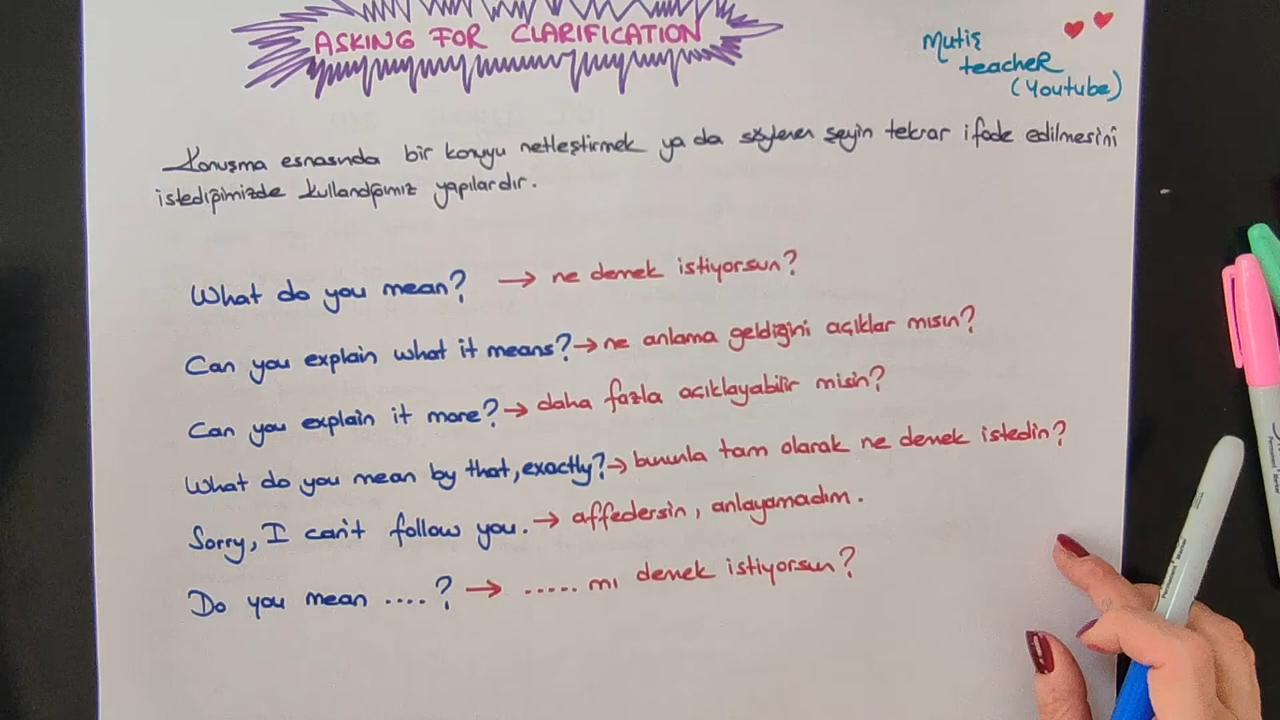 ASKING FOR CLARIFICATION
Mutiş
teacher
(Youtube)
Konuşma esnasında bir konuyu netleştirmek ya da söylenen şeyin tekrar ifade edilmesini
istediğimizde kullandığımız yapılardır.
What do you mean? → ne demek istiyorsun?
Can you explain what it means? → ne anlama geldiğini açıklar mısın?
Can you explain it more? → daha fazla açıklayabilir misin?
What do you mean by that, exactly? → bununla tam olarak ne demek istedin?
Sorry, I can't follow you. → affedersin, anlayamadım.
Do you mean ....? → ..... mı demek istiyorsun?